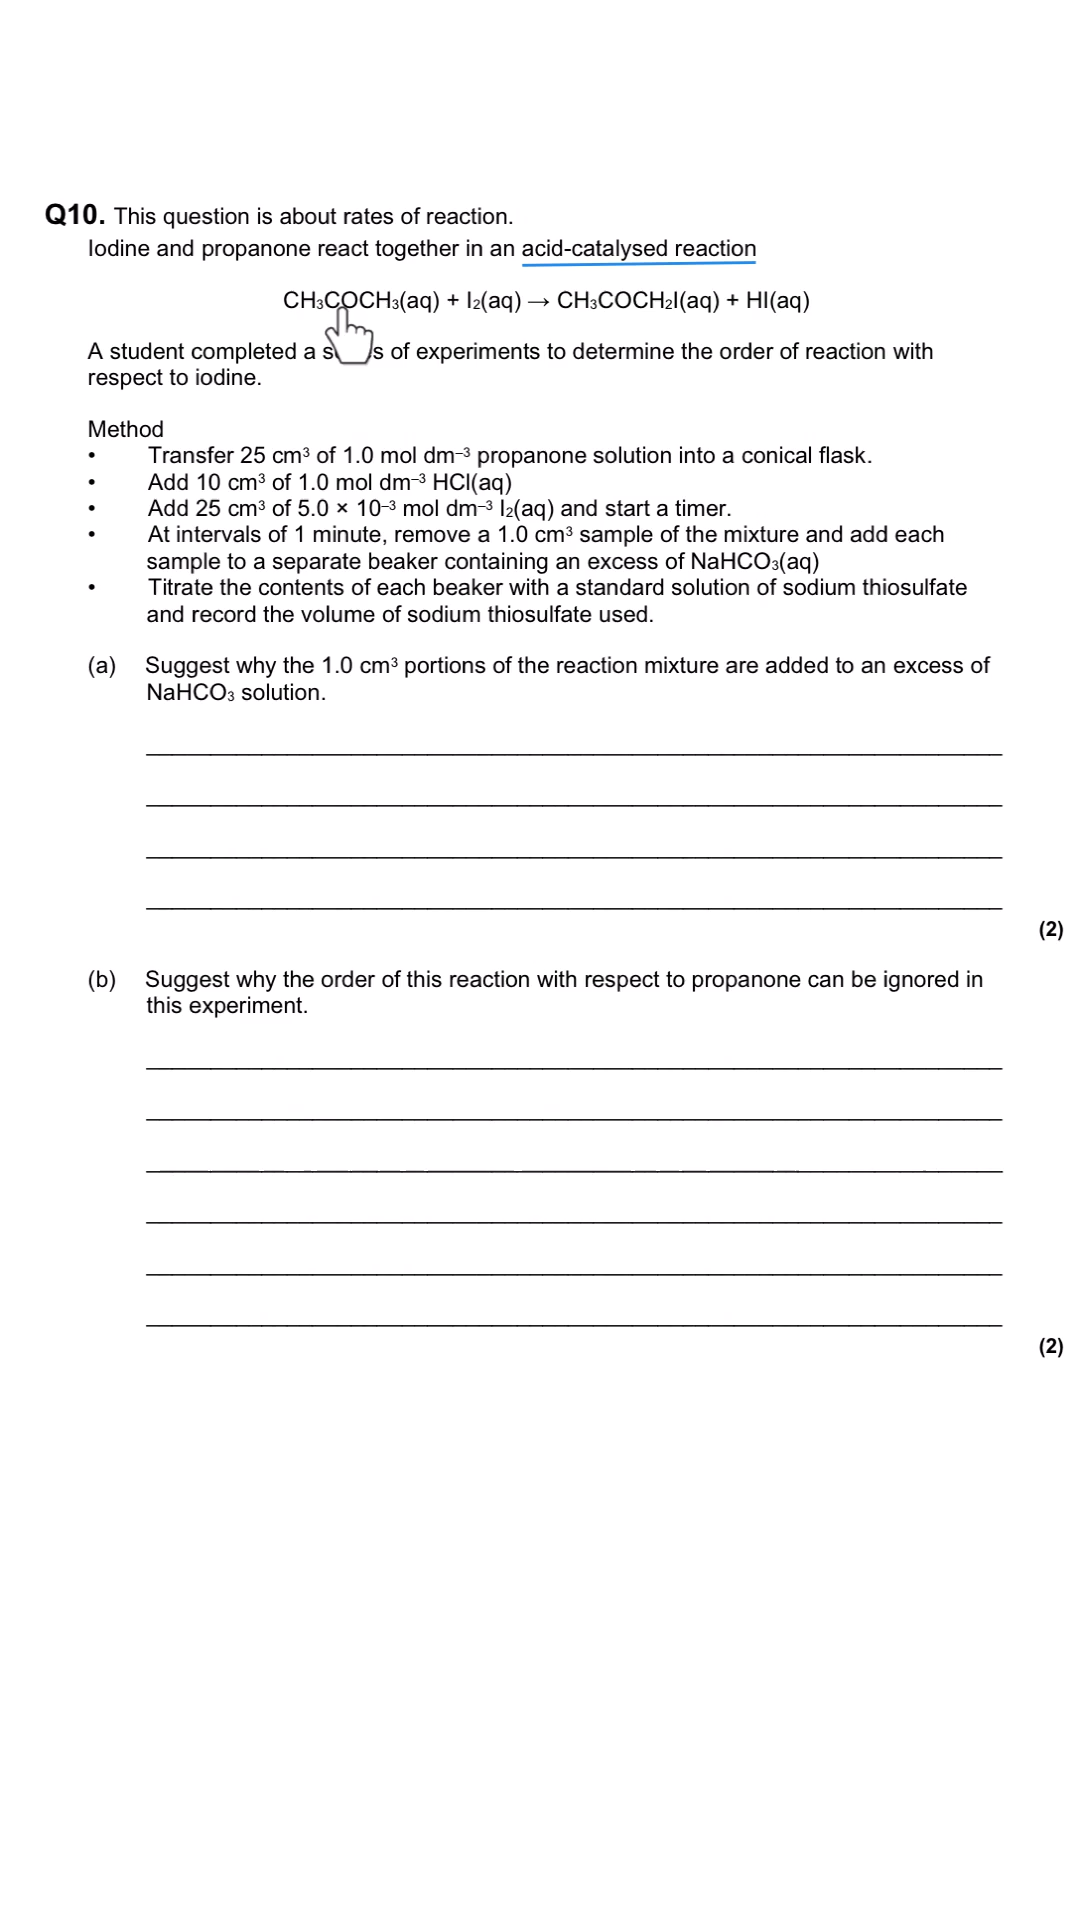 Q10. This question is about rates of reaction.
Iodine and propanone react together in an acid-catalysed reaction
CH₃COCH₃(aq) + I₂(aq) → CH₃COCH₂I(aq) + HI(aq)
A student completed a s s of experiments to determine the order of reaction with
respect to iodine.
Method
• Transfer 25 cm³ of 1.0 mol dm⁻³ propanone solution into a conical flask.
• Add 10 cm³ of 1.0 mol dm⁻³ HCl(aq)
• Add 25 cm³ of 5.0 × 10⁻³ mol dm⁻³ I₂(aq) and start a timer.
• At intervals of 1 minute, remove a 1.0 cm³ sample of the mixture and add each
sample to a separate beaker containing an excess of NaHCO₃(aq)
• Titrate the contents of each beaker with a standard solution of sodium thiosulfate
and record the volume of sodium thiosulfate used.
(a) Suggest why the 1.0 cm³ portions of the reaction mixture are added to an excess of
NaHCO₃ solution.
(2)
(b) Suggest why the order of this reaction with respect to propanone can be ignored in
this experiment.
(2)